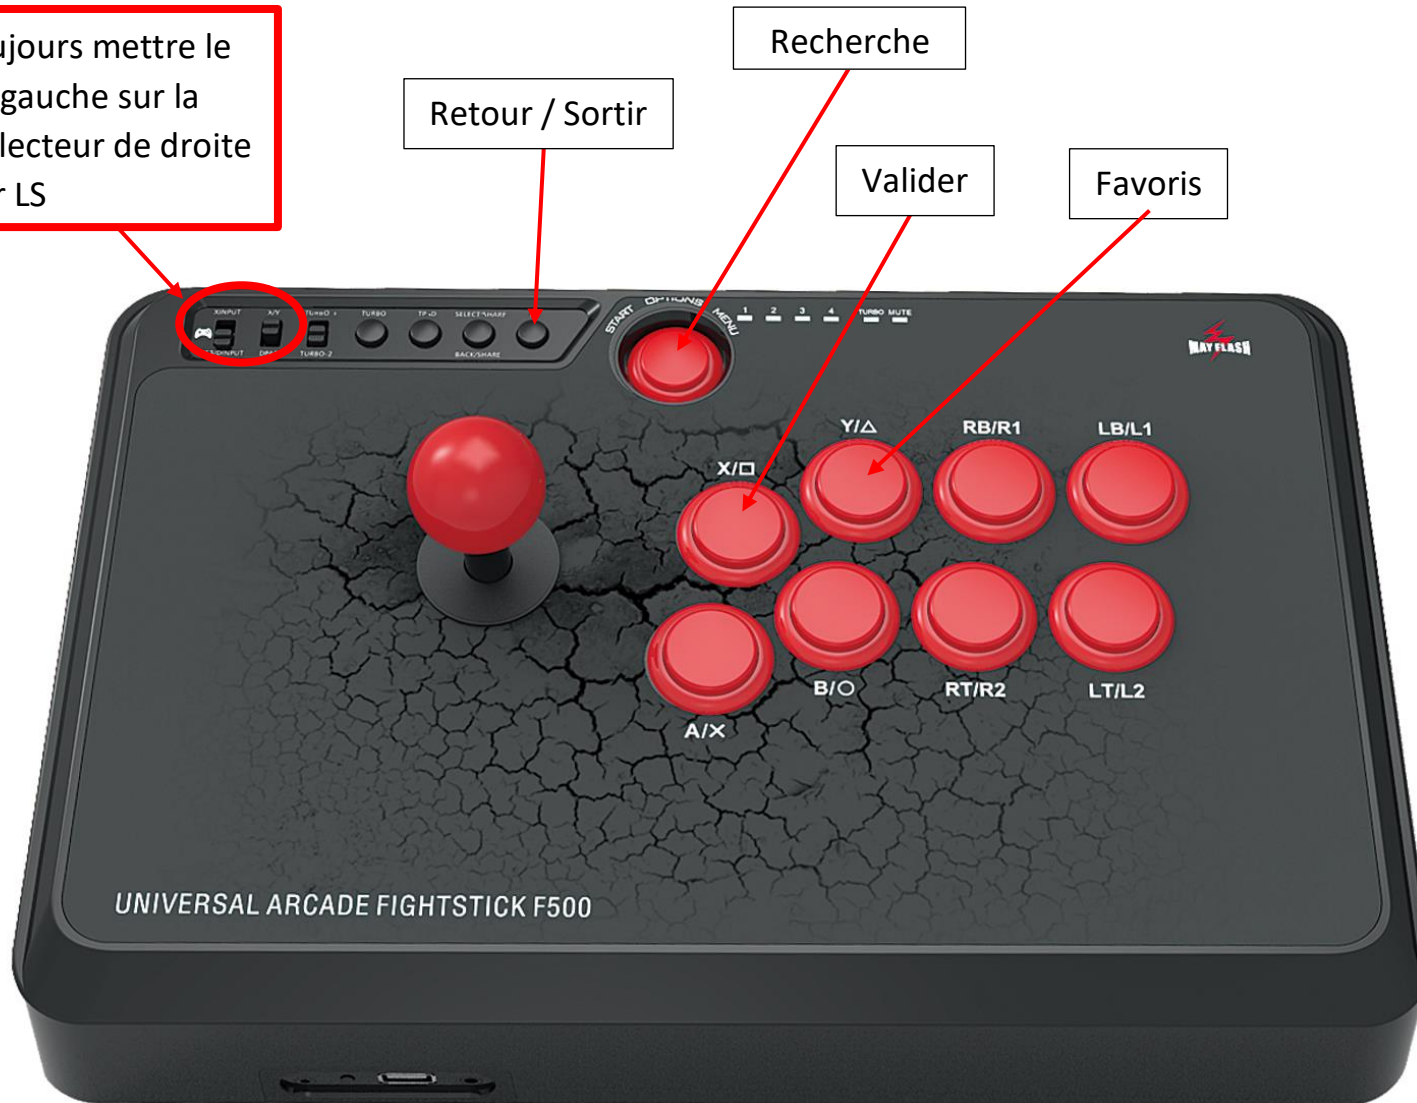 ujours mettre le
gauche sur la
lecteur de droite
r LS
Recherche
Retour / Sortir
Valider
Favoris
XINPUT
X/Y
TURBO
SELECT/SHARE
TURBO-2
BACK/SHARE
START
OPTIONS
MENU
1 2 3 4 TURBO MUTE
MAYFLASH
Y/△
RB/R1
LB/L1
X/□
B/○
RT/R2
LT/L2
A/✕
UNIVERSAL ARCADE FIGHTSTICK F500